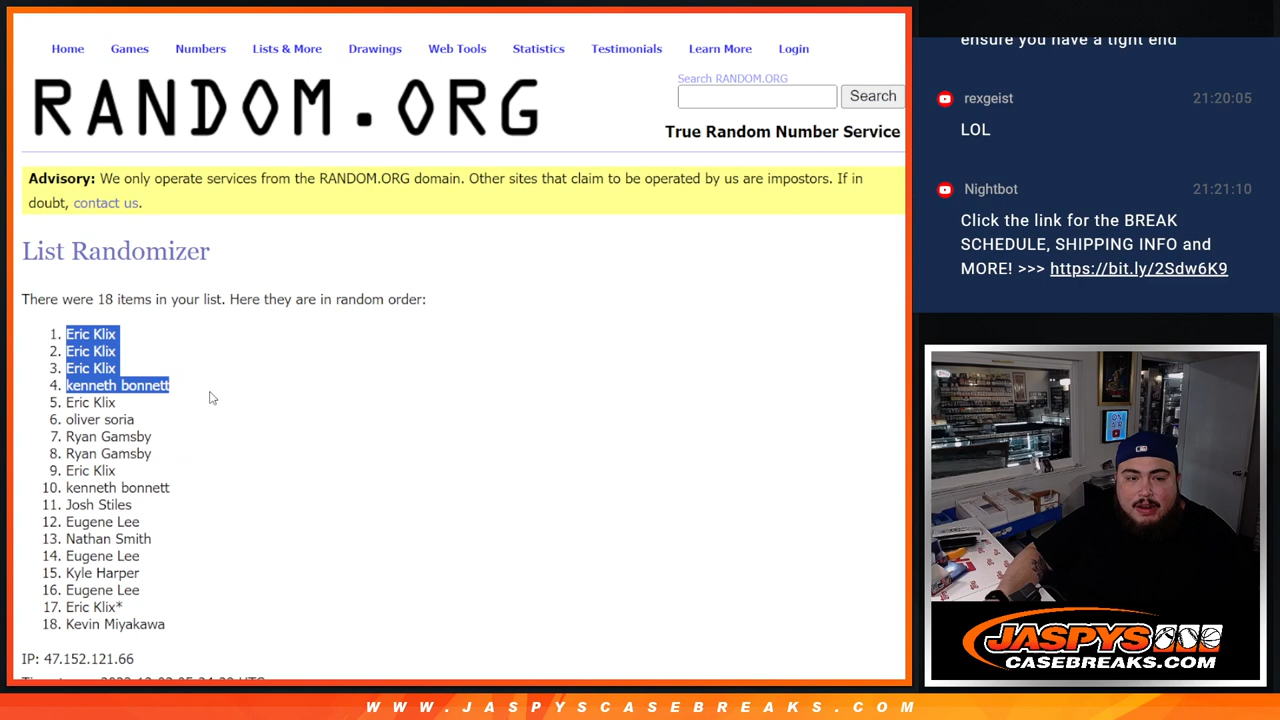 Home Games Numbers Lists & More Drawings Web Tools Statistics Testimonials Learn More Login
RANDOM.ORG
Search RANDOM.ORG
Search
True Random Number Service
Advisory: We only operate services from the RANDOM.ORG domain. Other sites that claim to be operated by us are impostors. If in
doubt, contact us.
List Randomizer
There were 18 items in your list. Here they are in random order:
1. Eric Klix
2. Eric Klix
3. Eric Klix
4. kenneth bonnett
5. Eric Klix
6. oliver soria
7. Ryan Gamsby
8. Ryan Gamsby
9. Eric Klix
10. kenneth bonnett
11. Josh Stiles
12. Eugene Lee
13. Nathan Smith
14. Eugene Lee
15. Kyle Harper
16. Eugene Lee
17. Eric Klix*
18. Kevin Miyakawa
IP: 47.152.121.66
ensure you have a tight end
rexgeist 21:20:05
LOL
Nightbot 21:21:10
Click the link for the BREAK
SCHEDULE, SHIPPING INFO and
MORE! >>> https://bit.ly/2Sdw6K9
JASPYS
CASEBREAKS.COM
WWW.JASPYSCASEBREAKS.COM